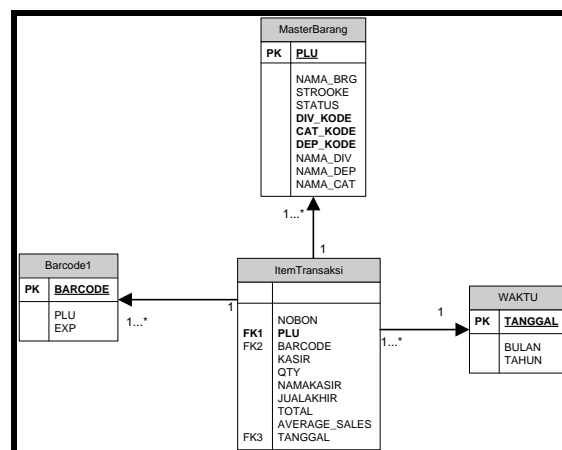 MasterBarang
PK PLU
NAMA_BRG
STROOKE
STATUS
DIV_KODE
CAT_KODE
DEP_KODE
NAMA_DIV
NAMA_DEP
NAMA_CAT
1...*
1
Barcode1
PK BARCODE
PLU
EXP
1...*
1
ItemTransaksi
NOBON
FK1 PLU
FK2 BARCODE
KASIR
QTY
NAMAKASIR
JUALAKHIR
TOTAL
AVERAGE_SALES
FK3 TANGGAL
1
1...*
WAKTU
PK TANGGAL
BULAN
TAHUN